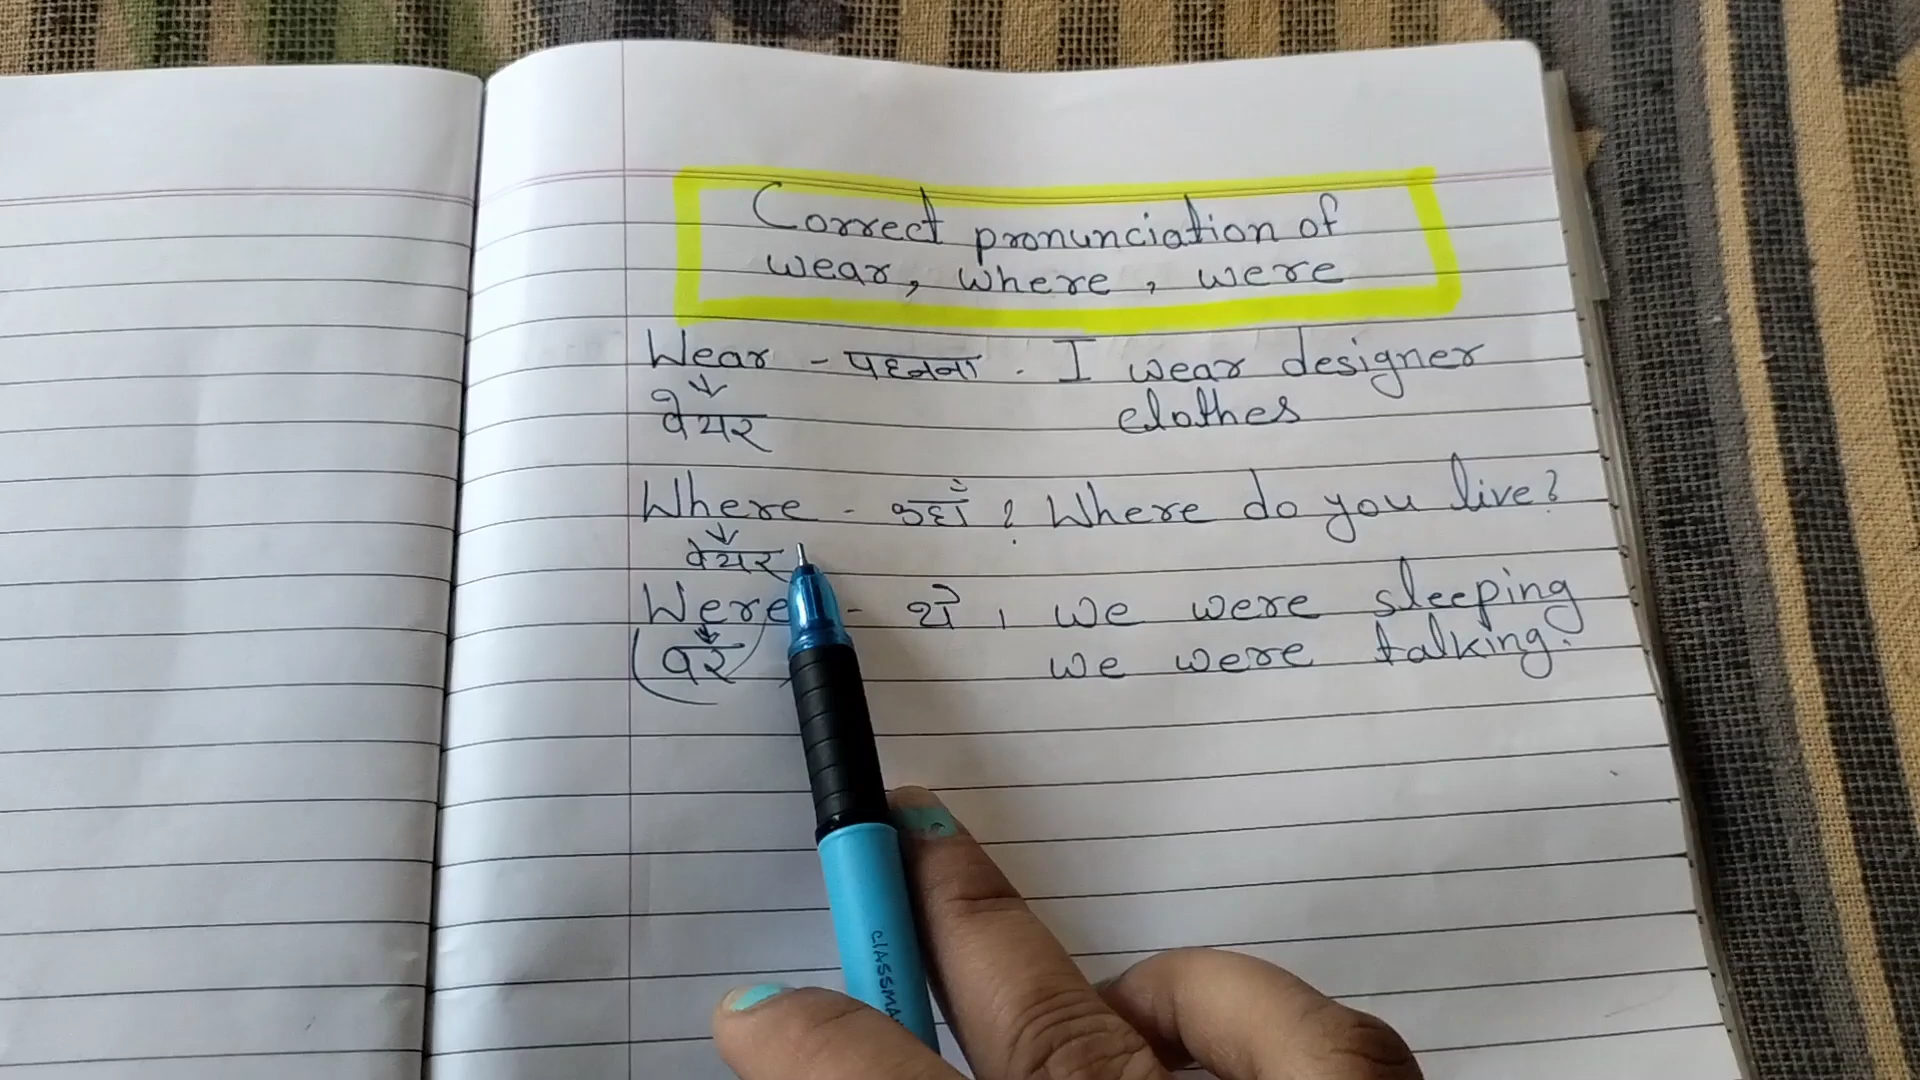 Correct pronunciation of
wear, where, were
Wear - पहनना . I wear designer
clothes
वेयर
Where - कहाँ ? Where do you live?
वेयर
Were - थे , we were sleeping
वर we were talking.
CLASSMA